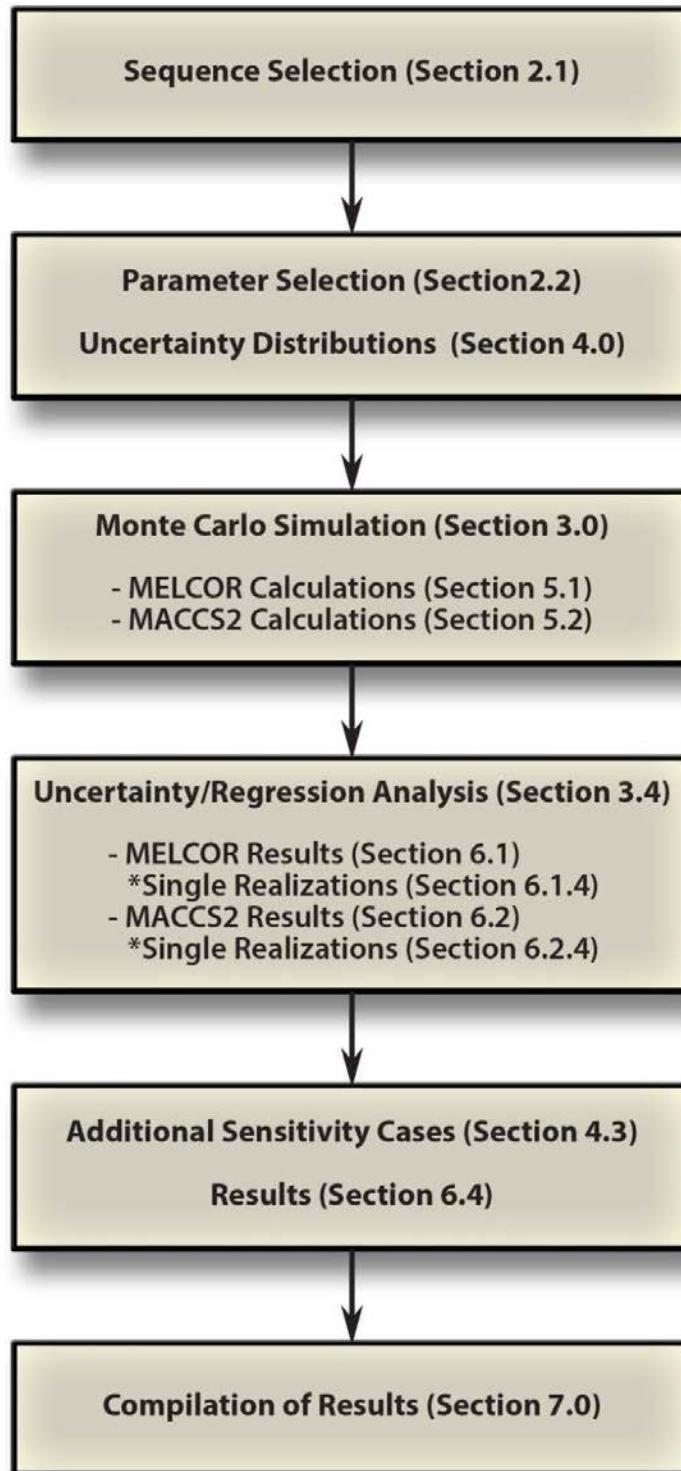 Sequence Selection (Section 2.1)
Parameter Selection (Section2.2)
Uncertainty Distributions (Section 4.0)
Monte Carlo Simulation (Section 3.0)
- MELCOR Calculations (Section 5.1)
- MACCS2 Calculations (Section 5.2)
Uncertainty/Regression Analysis (Section 3.4)
- MELCOR Results (Section 6.1)
*Single Realizations (Section 6.1.4)
- MACCS2 Results (Section 6.2)
*Single Realizations (Section 6.2.4)
Additional Sensitivity Cases (Section 4.3)
Results (Section 6.4)
Compilation of Results (Section 7.0)